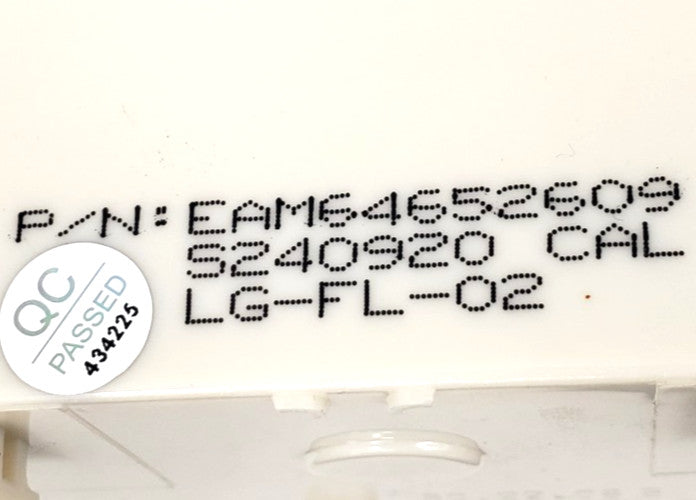 P/N: EAM64652609
S240920 CAL
LG-FL-02
QC
PASSED
434225